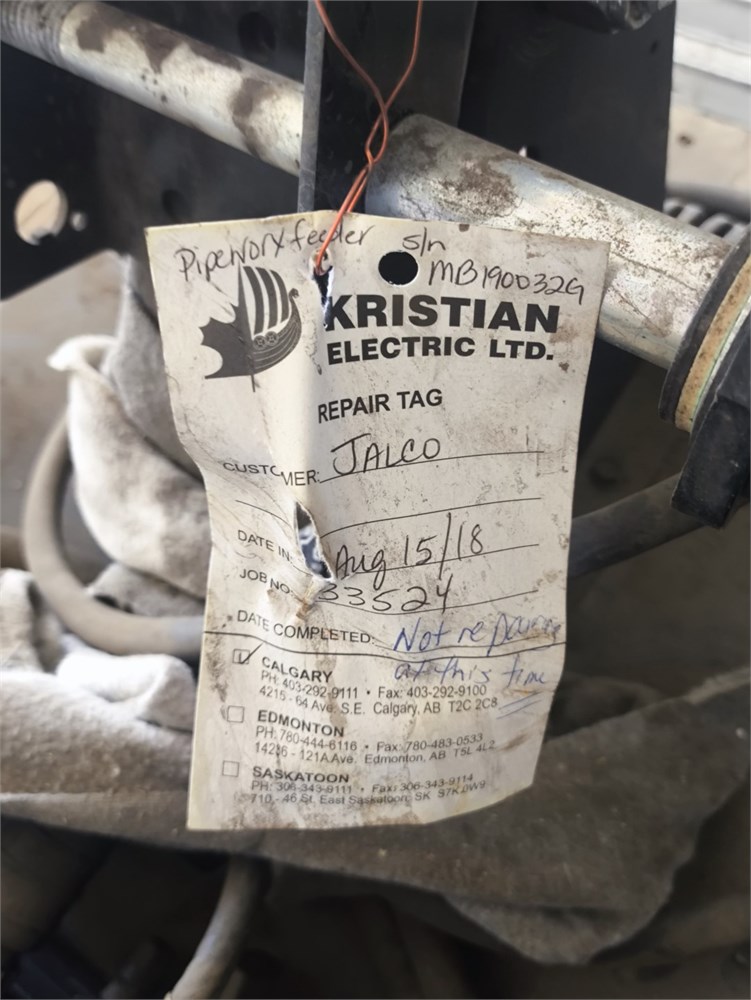 Pipeworx feeder s/n
MB190032G
KRISTIAN
ELECTRIC LTD.
REPAIR TAG
CUSTOMER: JALCO
DATE IN: Aug 15/18
JOB NO. 33524
DATE COMPLETED: Not repairing
at this time
CALGARY
PH: 403-292-9111 • Fax: 403-292-9100
4215 - 64 Ave. S.E. Calgary, AB T2C 2C8
EDMONTON
PH: 780-444-6116 • Fax: 780-483-0533
14236 - 121A Ave. Edmonton, AB T5L 4L2
SASKATOON
PH: 306-343-9111 • Fax: 306-343-9114
710 - 46 St. East Saskatoon, SK S7K 0W9